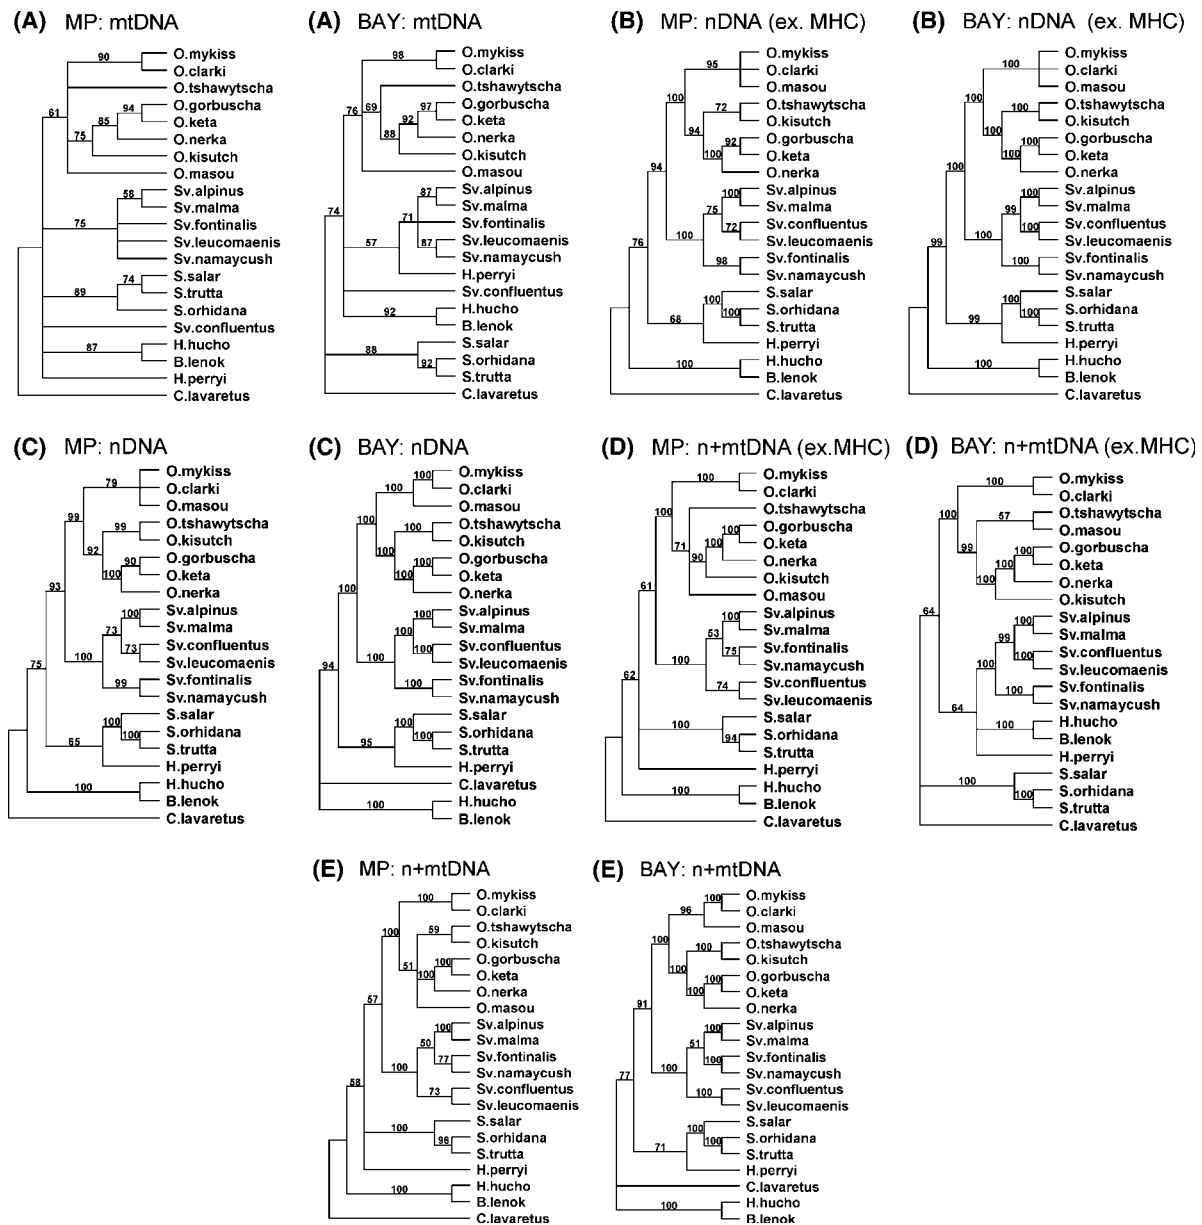 (A) MP: mtDNA
90
O.mykiss
O.clarki
O.tshawytscha
61
94
O.gorbuscha
85
O.keta
75
O.nerka
O.kisutch
O.masou
58
Sv.alpinus
Sv.malma
75
Sv.fontinalis
Sv.leucomaenis
Sv.namaycush
74
S.salar
89
S.trutta
S.orhidana
Sv.confluentus
87
H.hucho
B.lenok
H.perryi
C.lavaretus
(A) BAY: mtDNA
98
O.mykiss
O.clarki
76
69
O.tshawytscha
97
O.gorbuscha
92
O.keta
88
O.nerka
O.kisutch
O.masou
87
Sv.alpinus
Sv.malma
74
71
Sv.fontinalis
57
87
Sv.leucomaenis
Sv.namaycush
H.perryi
Sv.confluentus
92
H.hucho
B.lenok
88
S.salar
92
S.orhidana
S.trutta
C.lavaretus
(B) MP: nDNA (ex. MHC)
95
O.mykiss
O.clarki
O.masou
100
72
O.tshawytscha
O.kisutch
94
92
O.gorbuscha
100
O.keta
O.nerka
94
100
Sv.alpinus
75
Sv.malma
72
Sv.confluentus
100
Sv.leucomaenis
98
Sv.fontinalis
Sv.namaycush
76
100
S.salar
100
S.orhidana
68
S.trutta
H.perryi
100
H.hucho
B.lenok
C.lavaretus
(B) BAY: nDNA (ex. MHC)
100
O.mykiss
O.clarki
O.masou
100
100
O.tshawytscha
O.kisutch
100
100
O.gorbuscha
100
O.keta
O.nerka
100
100
Sv.alpinus
99
Sv.malma
100
Sv.confluentus
100
Sv.leucomaenis
100
Sv.fontinalis
Sv.namaycush
99
100
S.salar
100
S.orhidana
99
S.trutta
H.perryi
100
H.hucho
B.lenok
C.lavaretus
(C) MP: nDNA
79
O.mykiss
O.clarki
O.masou
99
99
O.tshawytscha
O.kisutch
92
90
O.gorbuscha
100
O.keta
O.nerka
93
100
Sv.alpinus
73
Sv.malma
73
Sv.confluentus
100
Sv.leucomaenis
99
Sv.fontinalis
Sv.namaycush
75
100
S.salar
100
S.orhidana
65
S.trutta
H.perryi
100
H.hucho
B.lenok
C.lavaretus
(C) BAY: nDNA
100
O.mykiss
100
O.clarki
O.masou
100
100
O.tshawytscha
O.kisutch
100
100
O.gorbuscha
100
O.keta
O.nerka
100
100
Sv.alpinus
100
Sv.malma
100
Sv.confluentus
100
Sv.leucomaenis
100
Sv.fontinalis
Sv.namaycush
94
100
S.salar
100
S.orhidana
95
S.trutta
H.perryi
C.lavaretus
100
H.hucho
B.lenok
(D) MP: n+mtDNA (ex.MHC)
100
O.mykiss
O.clarki
100
O.tshawytscha
71
100
O.gorbuscha
100
O.keta
90
O.nerka
O.kisutch
O.masou
61
100
Sv.alpinus
53
Sv.malma
75
Sv.fontinalis
100
Sv.namaycush
74
Sv.confluentus
Sv.leucomaenis
62
100
S.salar
94
S.orhidana
S.trutta
H.perryi
100
H.hucho
B.lenok
C.lavaretus
(D) BAY: n+mtDNA (ex.MHC)
100
O.mykiss
O.clarki
100
57
O.tshawytscha
O.masou
99
100
O.gorbuscha
100
O.keta
100
O.nerka
O.kisutch
64
100
Sv.alpinus
99
Sv.malma
100
Sv.confluentus
100
Sv.leucomaenis
100
Sv.fontinalis
Sv.namaycush
64
100
H.hucho
B.lenok
H.perryi
100
S.salar
100
S.orhidana
S.trutta
C.lavaretus
(E) MP: n+mtDNA
100
O.mykiss
O.clarki
100
59
O.tshawytscha
O.kisutch
51
100
O.gorbuscha
100
O.keta
O.nerka
O.masou
57
100
Sv.alpinus
50
Sv.malma
77
Sv.fontinalis
100
Sv.namaycush
73
Sv.confluentus
Sv.leucomaenis
58
100
S.salar
96
S.orhidana
S.trutta
H.perryi
100
H.hucho
B.lenok
C.lavaretus
(E) BAY: n+mtDNA
100
O.mykiss
96
O.clarki
O.masou
100
100
O.tshawytscha
O.kisutch
100
100
O.gorbuscha
100
O.keta
O.nerka
91
100
Sv.alpinus
51
Sv.malma
100
Sv.fontinalis
100
Sv.namaycush
100
Sv.confluentus
Sv.leucomaenis
77
100
S.salar
100
S.orhidana
71
S.trutta
H.perryi
C.lavaretus
100
H.hucho
B.lenok